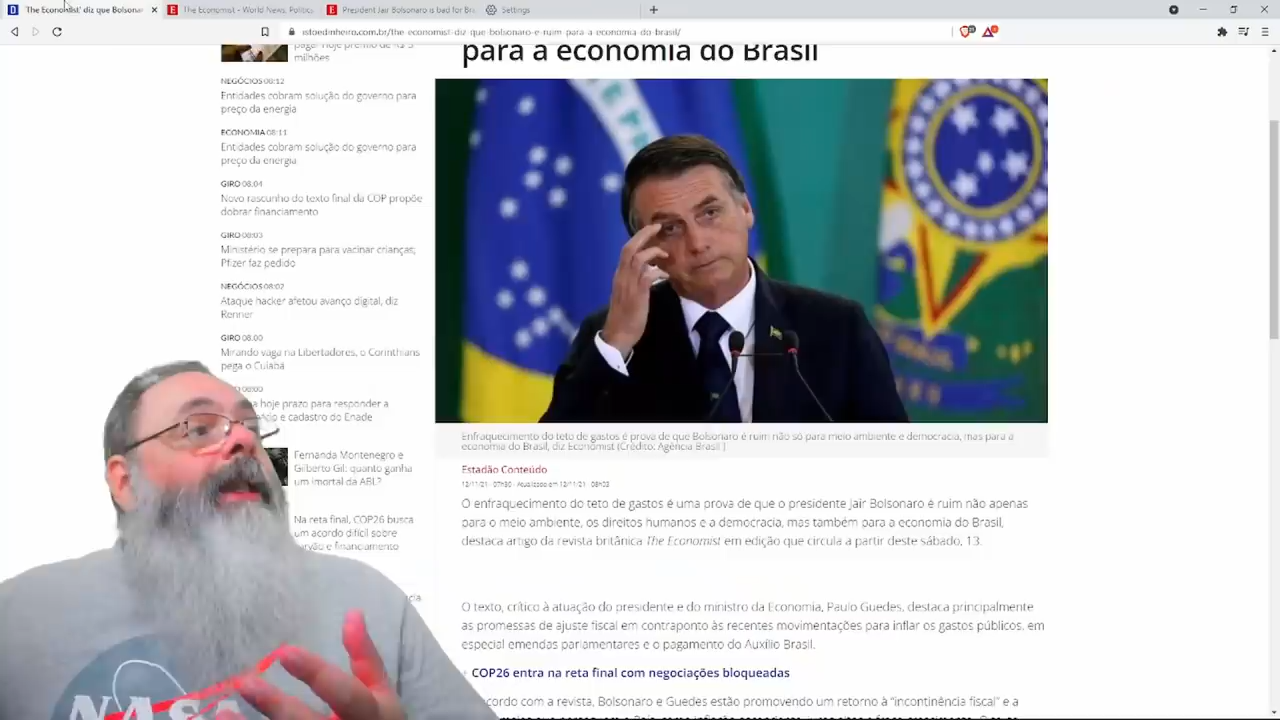 'The Economist' diz que Bolsonar
The Economist - World News, Politics
President Jair Bolsonaro is bad for Bra
Settings
istoedinheiro.com.br/the-economist-diz-que-bolsonaro-e-ruim-para-a-economia-do-brasil/
para a economia do Brasil
pagar hoje prêmio de R$ 3
milhões
NEGÓCIOS 08:12
Entidades cobram solução do governo para
preço da energia
ECONOMIA 08:11
Entidades cobram solução do governo para
preço da energia
GIRO 08:04
Novo rascunho do texto final da COP propõe
dobrar financiamento
GIRO 08:03
Ministério se prepara para vacinar crianças;
Pfizer faz pedido
NEGÓCIOS 08:02
Ataque hacker afetou avanço digital, diz
Renner
GIRO 08:00
Mirando vaga na Libertadores, o Corinthians
pega o Cuiabá
08:00
hoje prazo para responder a
e cadastro do Enade
Fernanda Montenegro e
Gilberto Gil: quanto ganha
um imortal da ABL?
Na reta final, COP26 busca
um acordo difícil sobre
carvão e financiamento
Enfraquecimento do teto de gastos é prova de que Bolsonaro é ruim não só para meio ambiente e democracia, mas para a
economia do Brasil, diz Economist (Crédito: Agência Brasil )
Estadão Conteúdo
12/11/21 - 07h50 - Atualizado em 12/11/21 - 08h03
O enfraquecimento do teto de gastos é uma prova de que o presidente Jair Bolsonaro é ruim não apenas
para o meio ambiente, os direitos humanos e a democracia, mas também para a economia do Brasil,
destaca artigo da revista britânica The Economist em edição que circula a partir deste sábado, 13.
O texto, crítico à atuação do presidente e do ministro da Economia, Paulo Guedes, destaca principalmente
as promessas de ajuste fiscal em contraponto às recentes movimentações para inflar os gastos públicos, em
especial emendas parlamentares e o pagamento do Auxílio Brasil.
COP26 entra na reta final com negociações bloqueadas
cordo com a revista, Bolsonaro e Guedes estão promovendo um retorno à "incontinência fiscal" e a
NAS